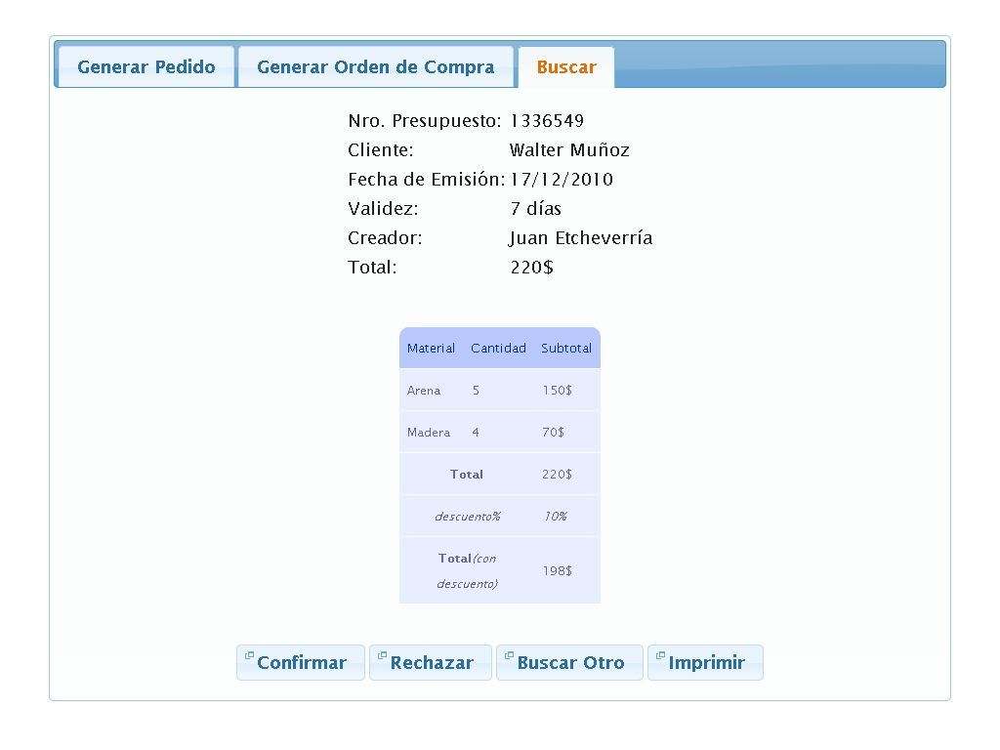 Generar Pedido Generar Orden de Compra Buscar
Nro. Presupuesto: 1336549
Cliente: Walter Muñoz
Fecha de Emisión: 17/12/2010
Validez: 7 días
Creador: Juan Etcheverría
Total: 220$
Material Cantidad Subtotal
Arena 5 150$
Madera 4 70$
Total 220$
descuento% 10%
Total(con
descuento) 198$
Confirmar Rechazar Buscar Otro Imprimir